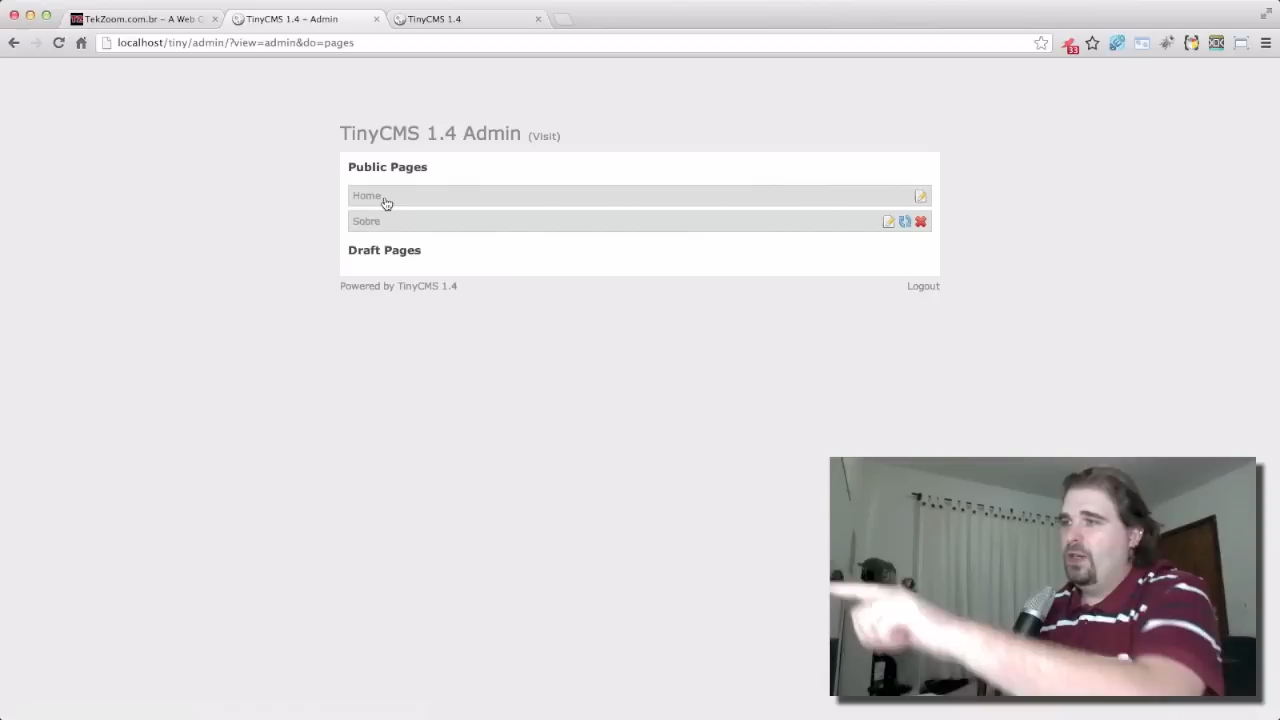 TekZoom.com.br – A Web C
TinyCMS 1.4 – Admin
TinyCMS 1.4
localhost/tiny/admin/?view=admin&do=pages
33
TinyCMS 1.4 Admin (Visit)
Public Pages
Home
Sobre
Draft Pages
Powered by TinyCMS 1.4
Logout